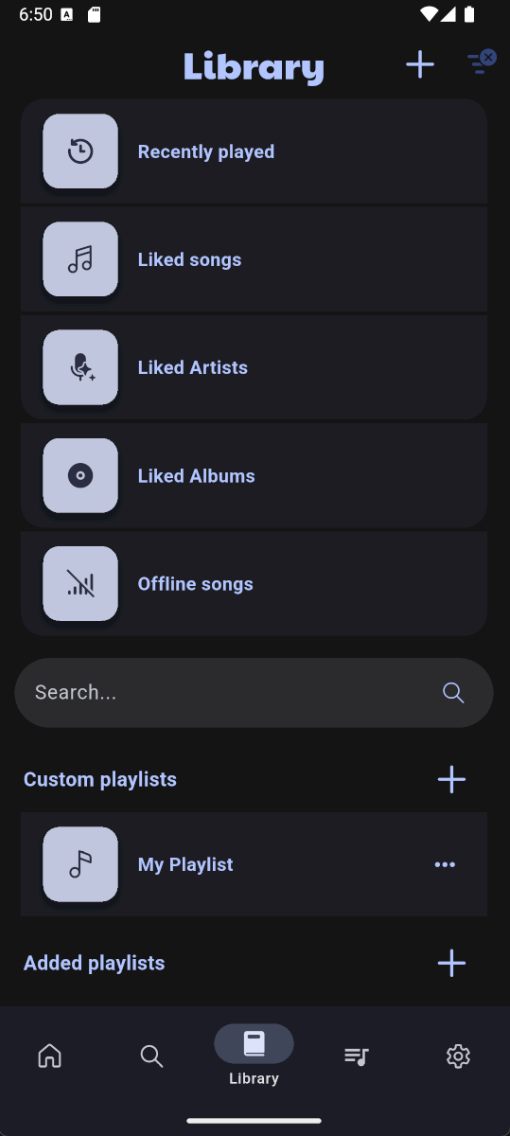 6:50 A
Library
Recently played
Liked songs
Liked Artists
Liked Albums
Offline songs
Search...
Custom playlists
My Playlist
Added playlists
Library